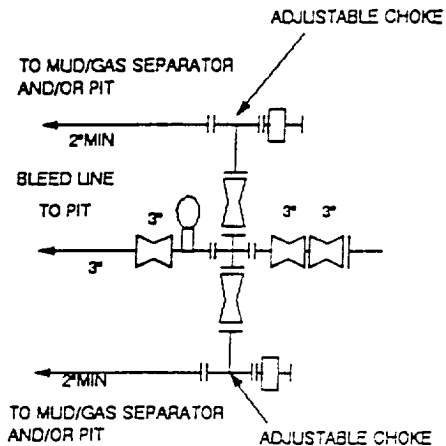 ADJUSTABLE CHOKE
TO MUD/GAS SEPARATOR
AND/OR PIT
2"MIN
BLEED LINE
TO PIT
3"
3" 3"
3"
2"MIN
TO MUD/GAS SEPARATOR
AND/OR PIT
ADJUSTABLE CHOKE